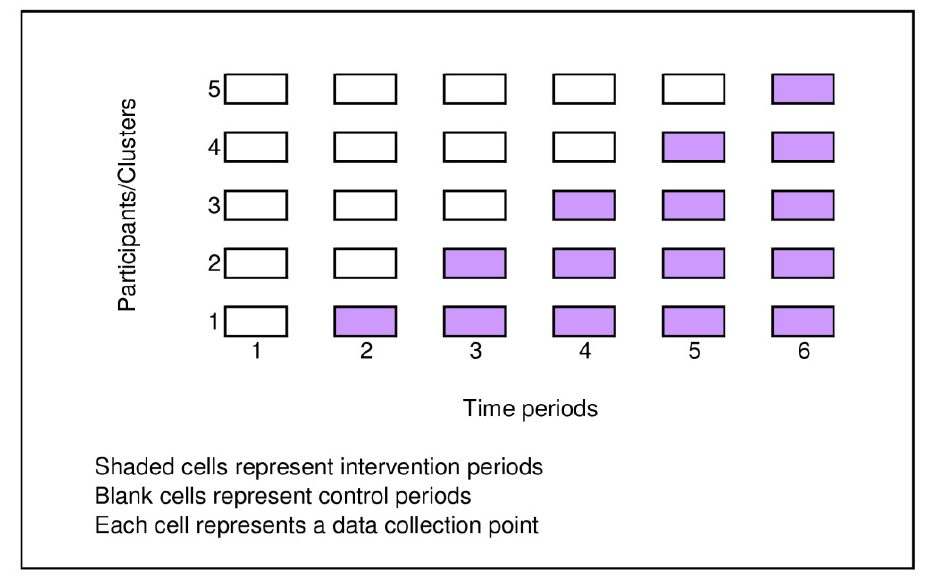 Participants/Clusters
5
4
3
2
1
1 2 3 4 5 6
Time periods
Shaded cells represent intervention periods
Blank cells represent control periods
Each cell represents a data collection point